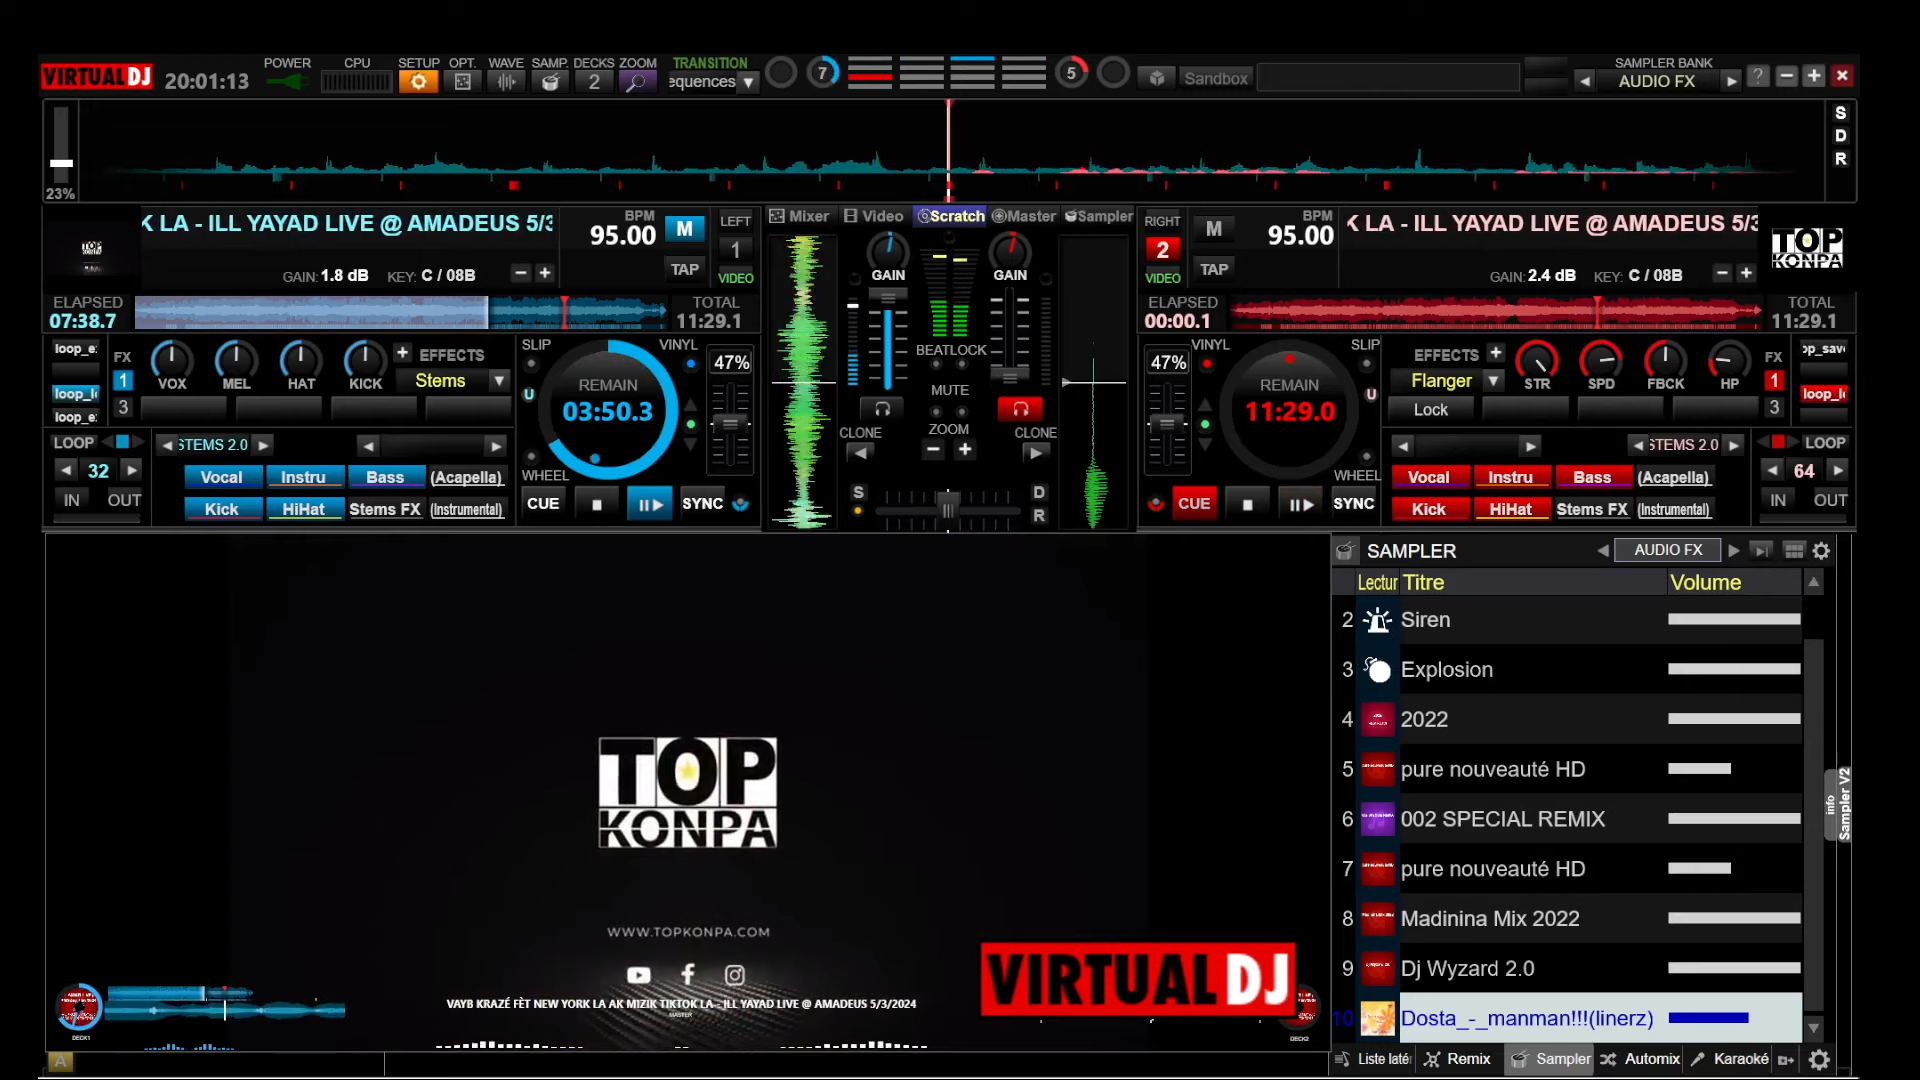 VIRTUAL DJ 20:01:13 POWER CPU SETUP OPT. WAVE SAMP. DECKS 2 ZOOM TRANSITION equences 7 5 Sandbox SAMPLER BANK AUDIO FX ?
S
D
R
23%
K LA - ILL YAYAD LIVE @ AMADEUS 5/3
BPM
95.00
M
TAP
LEFT
1
VIDEO
GAIN: 1.8 dB KEY: C / 08B
ELAPSED
07:38.7
TOTAL
11:29.1
Mixer Video Scratch Master Sampler
GAIN GAIN
BEATLOCK
MUTE
ZOOM
CLONE CLONE
S D
R
RIGHT
2
VIDEO
M
TAP
BPM
95.00
K LA - ILL YAYAD LIVE @ AMADEUS 5/3
TOP
KONPA
GAIN: 2.4 dB KEY: C / 08B
ELAPSED
00:00.1
TOTAL
11:29.1
FX
1
3
VOX MEL HAT KICK
EFFECTS
Stems
LOOP
32
IN OUT
STEMS 2.0
Vocal Instru Bass (Acapella)
Kick HiHat Stems FX (Instrumental)
SLIP VINYL
U
REMAIN
03:50.3
WHEEL
47%
CUE SYNC
47%
VINYL SLIP
U
REMAIN
11:29.0
WHEEL
CUE SYNC
EFFECTS
Flanger
Lock
STR SPD FBCK HP
FX
1
3
STEMS 2.0
LOOP
64
IN OUT
Vocal Instru Bass (Acapella)
Kick HiHat Stems FX (Instrumental)
TOP
KONPA
WWW.TOPKONPA.COM
VAYB KRAZÉ FÈT NEW YORK LA AK MIZIK TIKTOK LA - ILL YAYAD LIVE @ AMADEUS 5/3/2024
MASTER
DECK1
VIRTUAL DJ
DECK2
A
SAMPLER AUDIO FX
Lectur Titre Volume
2 Siren
3 Explosion
4 2022
5 pure nouveauté HD
6 002 SPECIAL REMIX
7 pure nouveauté HD
8 Madinina Mix 2022
9 Dj Wyzard 2.0
10 Dosta_-_manman!!!(linerz)
info
Sampler V2
Liste laté Remix Sampler Automix Karaoké